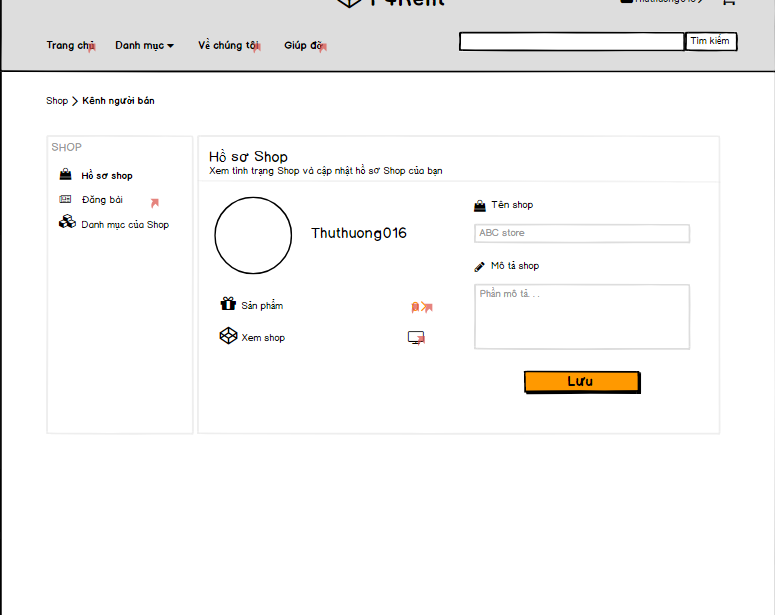 Trang chủ Danh mục Về chúng tôi Giúp đỡ Tìm kiếm
Shop > Kênh người bán
SHOP
Hồ sơ shop
Đăng bài
Danh mục của Shop
Hồ sơ Shop
Xem tình trạng Shop và cập nhật hồ sơ Shop của bạn
Thuthuong016
Sản phẩm
Xem shop
Tên shop
ABC store
Mô tả shop
Phần mô tả. . .
Lưu